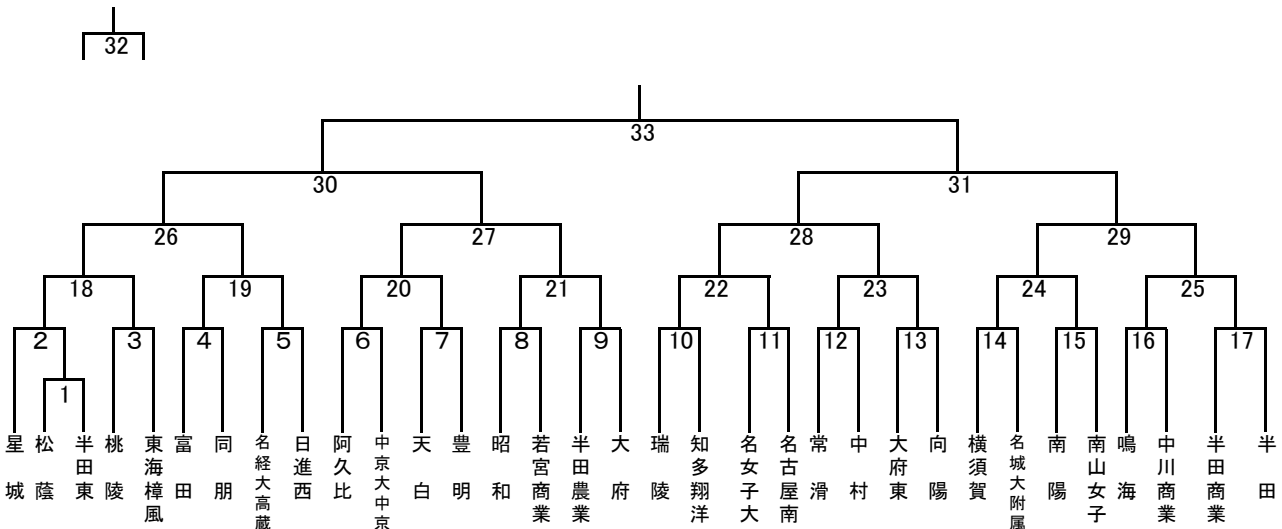 32
33
30
31
26
27
28
29
18
19
20
21
22
23
24
25
2
3
4
5
6
7
8
9
10
11
12
13
14
15
16
17
1
星城
松蔭
半田東
桃陵
東海樟風
富田
同朋
名経大高蔵
日進西
阿久比
中京大中京
天白
豊明
昭和
若宮商業
半田農業
大府
瑞陵
知多翔洋
名女子大
名古屋南
常滑
中村
大府東
向陽
横須賀
名城大附属
南陽
南山女子
鳴海
中川商業
半田商業
半田